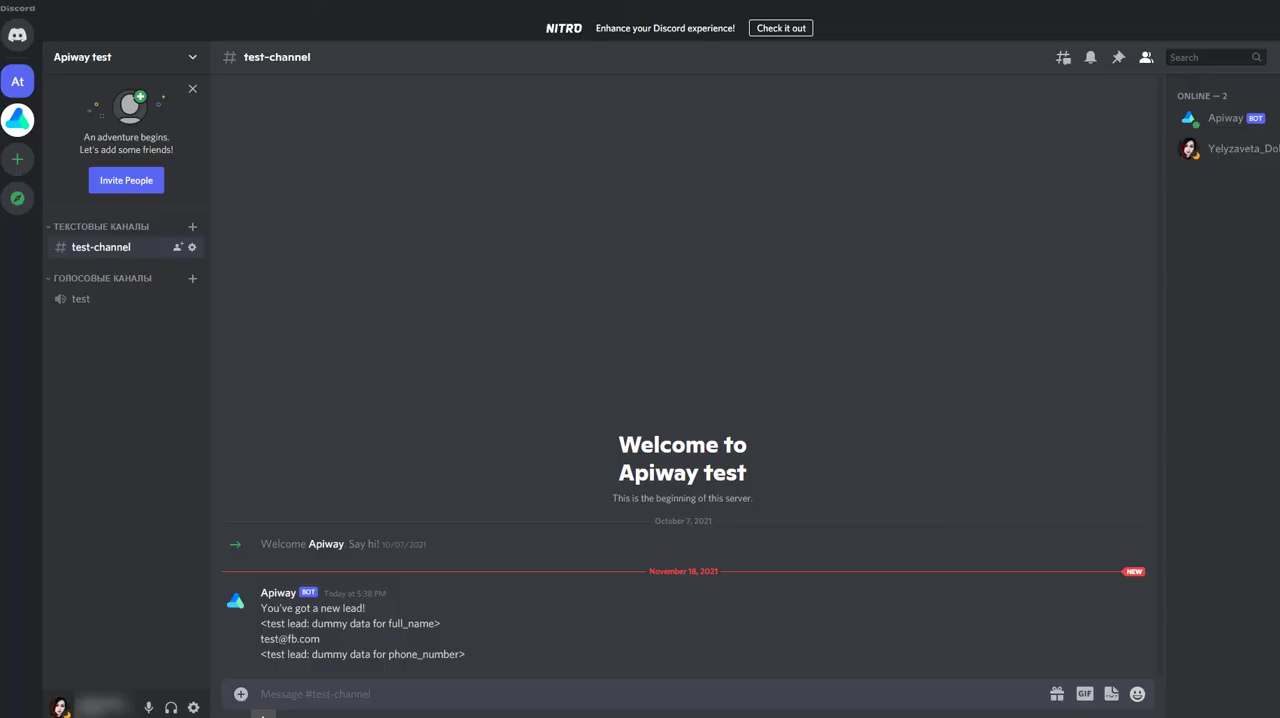 Discord
NITRO Enhance your Discord experience! Check it out
Apiway test
# test-channel
Search
At
An adventure begins.
Let's add some friends!
Invite People
ТЕКСТОВЫЕ КАНАЛЫ
# test-channel
ГОЛОСОВЫЕ КАНАЛЫ
test
Welcome to
Apiway test
This is the beginning of this server.
October 7, 2021
Welcome Apiway. Say hi! 10/07/2021
November 18, 2021 NEW
Apiway BOT Today at 5:38 PM
You've got a new lead!
<test lead: dummy data for full_name>
test@fb.com
<test lead: dummy data for phone_number>
Message #test-channel
GIF
ONLINE — 2
Apiway BOT
Yelyzaveta_Dol